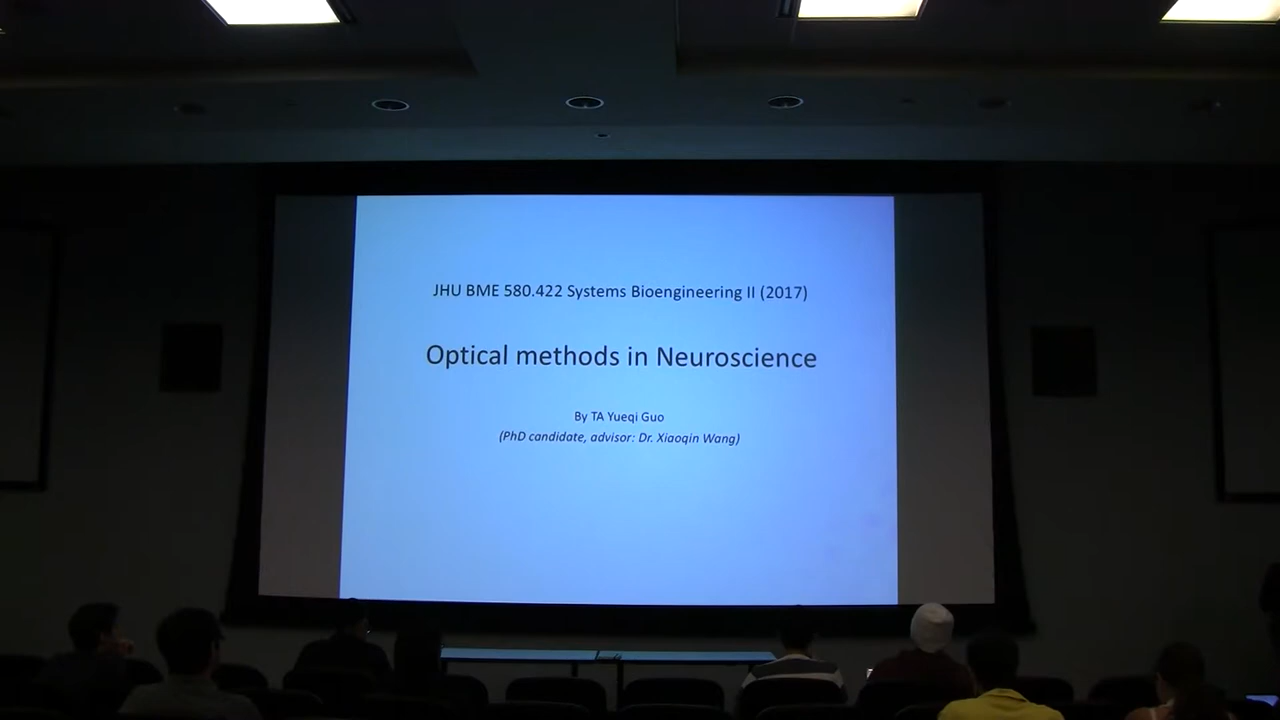 JHU BME 580.422 Systems Bioengineering II (2017)
Optical methods in Neuroscience
By TA Yueqi Guo
(PhD candidate, advisor: Dr. Xiaoqin Wang)